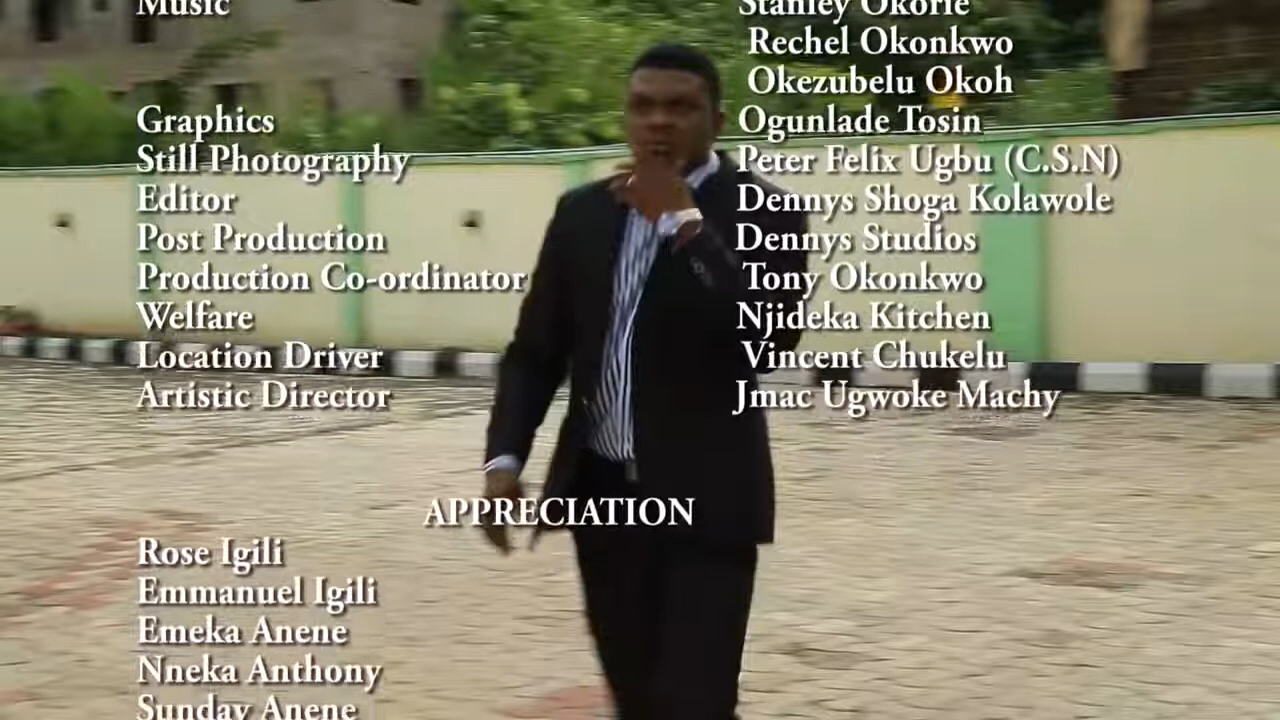 Music Stanley Okorie
Rechel Okonkwo
Okezubelu Okoh
Graphics Ogunlade Tosin
Still Photography Peter Felix Ugbu (C.S.N)
Editor Dennys Shoga Kolawole
Post Production Dennys Studios
Production Co-ordinator Tony Okonkwo
Welfare Njideka Kitchen
Location Driver Vincent Chukelu
Artistic Director Jmac Ugwoke Machy
APPRECIATION
Rose Igili
Emmanuel Igili
Emeka Anene
Nneka Anthony
Sunday Anene